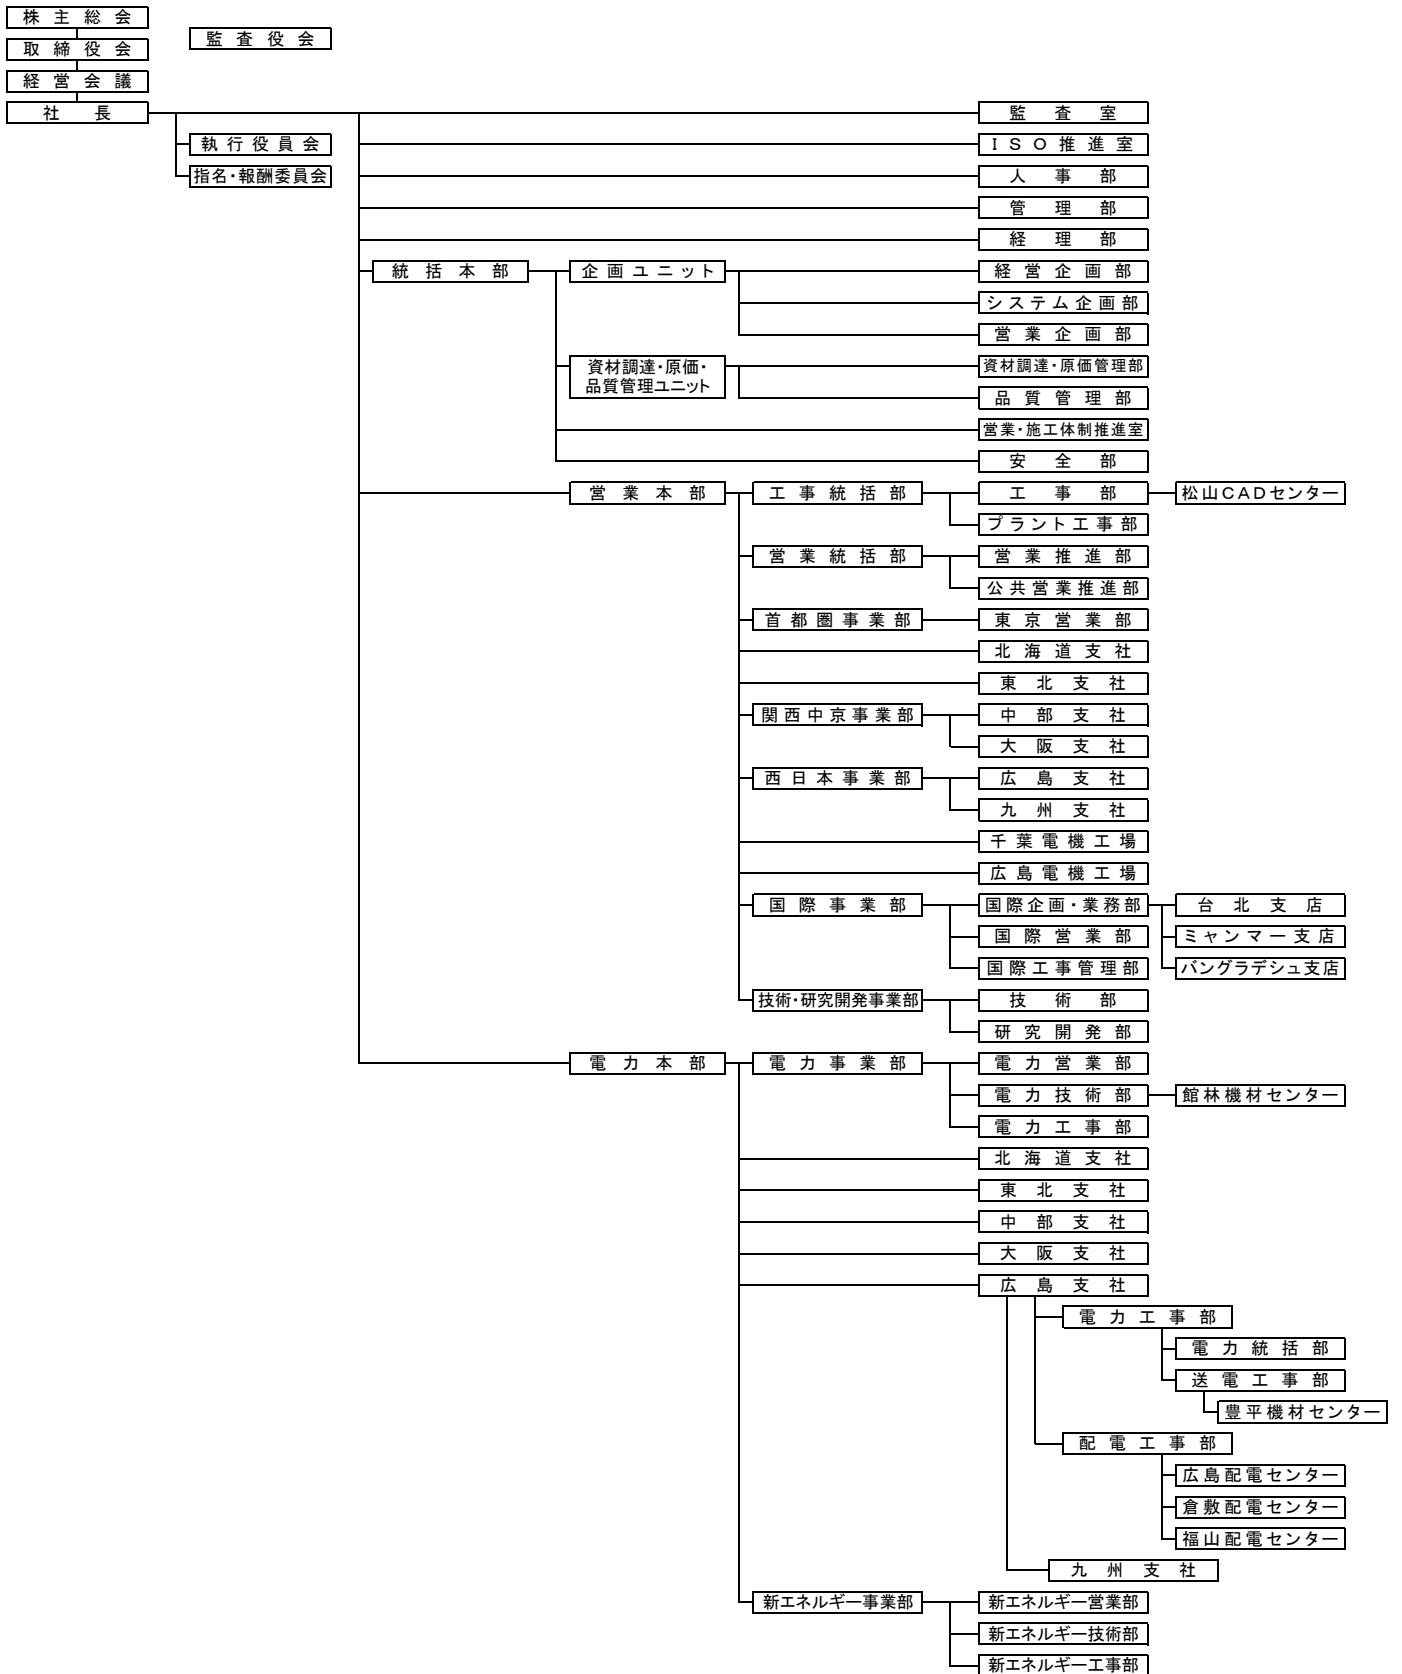 株主総会
取締役会
監査役会
経営会議
社長
監査室
執行役員会
ＩＳＯ推進室
指名・報酬委員会
人事部
管理部
経理部
統括本部
企画ユニット
経営企画部
システム企画部
営業企画部
資材調達・原価・
品質管理ユニット
資材調達・原価管理部
品質管理部
営業・施工体制推進室
安全部
営業本部
工事統括部
工事部
松山ＣＡＤセンター
プラント工事部
営業統括部
営業推進部
公共営業推進部
首都圏事業部
東京営業部
北海道支社
東北支社
関西中京事業部
中部支社
大阪支社
西日本事業部
広島支社
九州支社
千葉電機工場
広島電機工場
国際事業部
国際企画・業務部
台北支店
国際営業部
ミャンマー支店
国際工事管理部
バングラデシュ支店
技術・研究開発事業部
技術部
研究開発部
電力本部
電力事業部
電力営業部
電力技術部
館林機材センター
電力工事部
北海道支社
東北支社
中部支社
大阪支社
広島支社
電力工事部
電力統括部
送電工事部
豊平機材センター
配電工事部
広島配電センター
倉敷配電センター
福山配電センター
九州支社
新エネルギー事業部
新エネルギー営業部
新エネルギー技術部
新エネルギー工事部